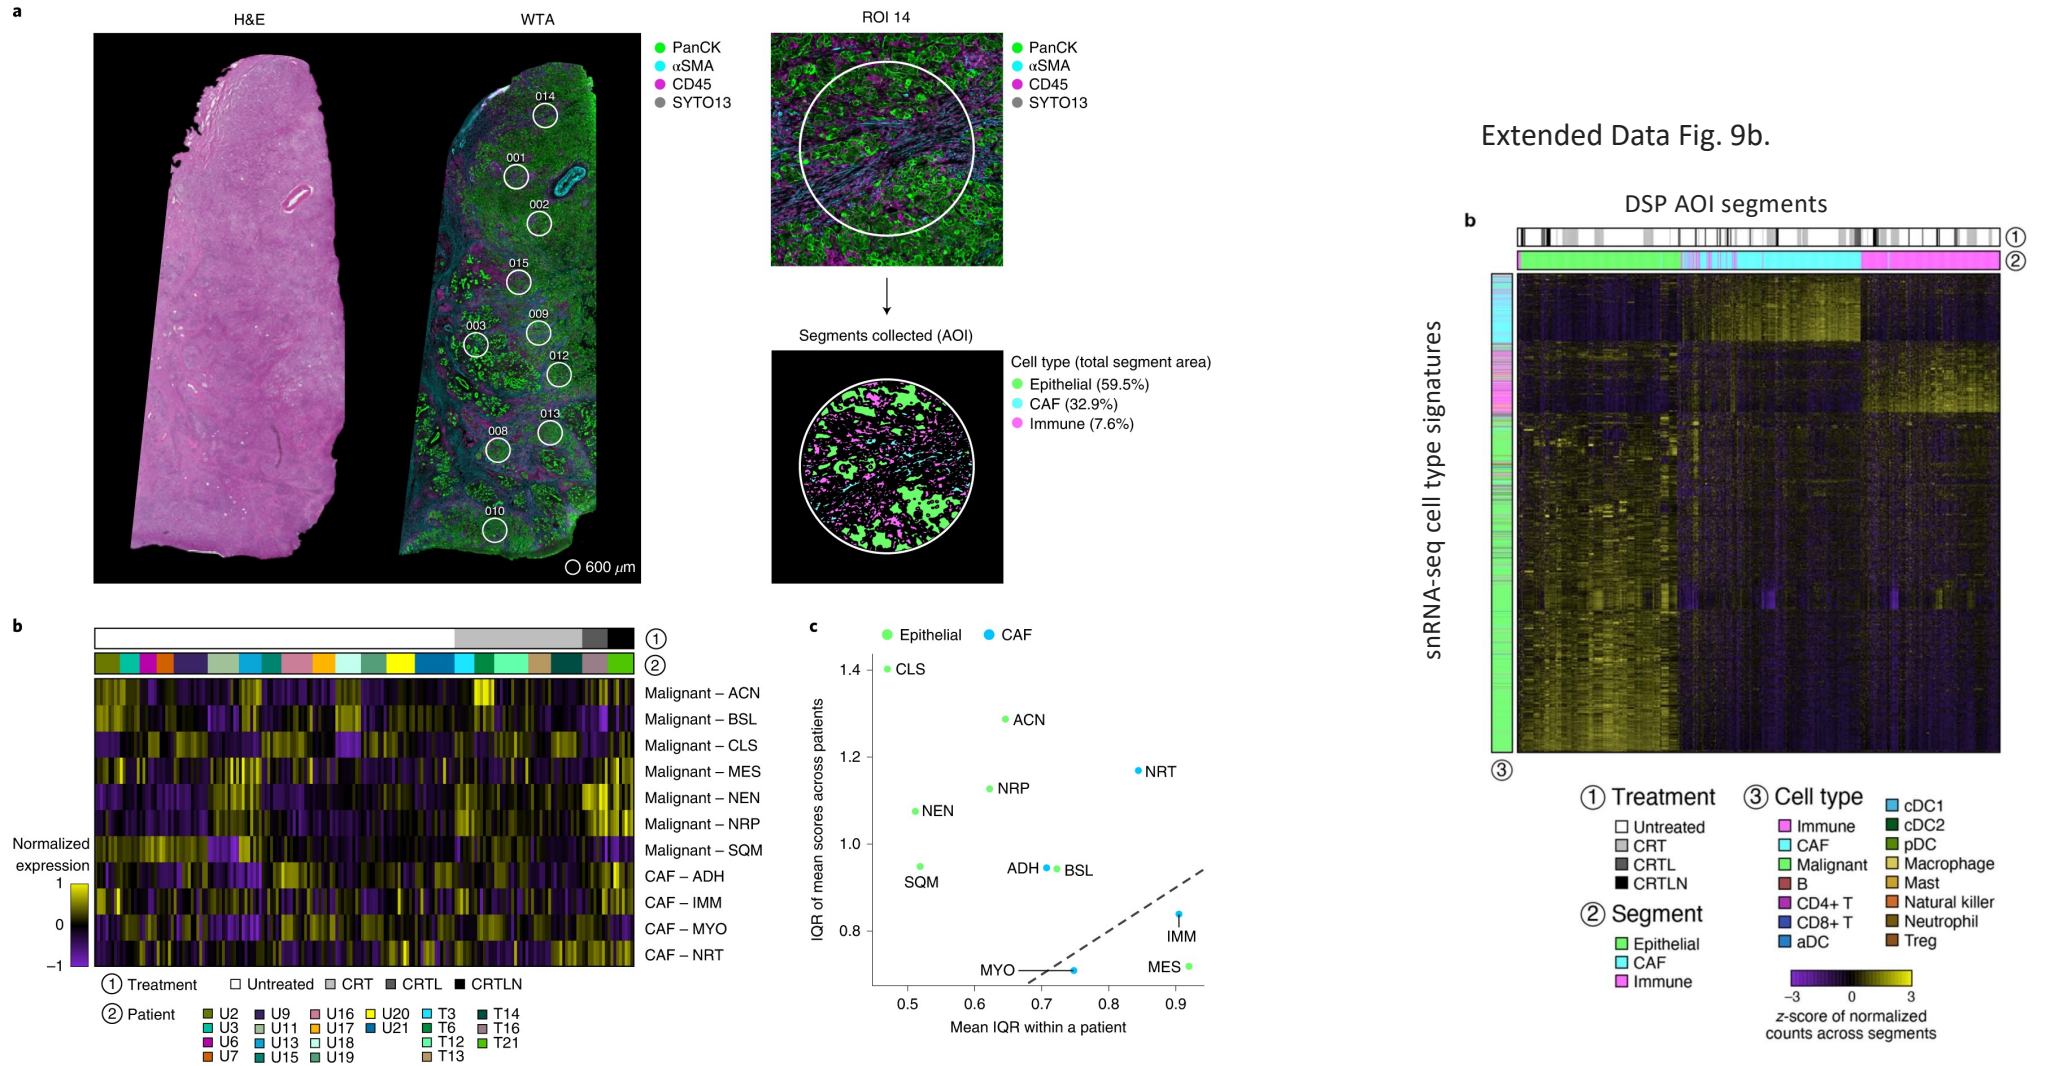 a
H&E
WTA
ROI 14
PanCK
αSMA
CD45
SYTO13
014
001
002
015
009
003
012
013
008
010
600 μm
PanCK
αSMA
CD45
SYTO13
Segments collected (AOI)
Cell type (total segment area)
Epithelial (59.5%)
CAF (32.9%)
Immune (7.6%)
b
1
2
Malignant – ACN
Malignant – BSL
Malignant – CLS
Malignant – MES
Malignant – NEN
Malignant – NRP
Malignant – SQM
CAF – ADH
CAF – IMM
CAF – MYO
CAF – NRT
Normalized
expression
1
0
–1
1 Treatment Untreated CRT CRTL CRTLN
2 Patient U2 U9 U16 U20 T3 T14
U3 U11 U17 U21 T6 T16
U6 U13 U18 T12 T21
U7 U15 U19 T13
c
Epithelial CAF
IQR of mean scores across patients
1.4
1.2
1.0
0.8
CLS
ACN
NRT
NRP
NEN
SQM
ADH
BSL
IMM
MYO
MES
0.5 0.6 0.7 0.8 0.9
Mean IQR within a patient
Extended Data Fig. 9b.
DSP AOI segments
b
1
2
snRNA-seq cell type signatures
3
1 Treatment
Untreated
CRT
CRTL
CRTLN
2 Segment
Epithelial
CAF
Immune
3 Cell type
Immune
CAF
Malignant
B
CD4+ T
CD8+ T
aDC
cDC1
cDC2
pDC
Macrophage
Mast
Natural killer
Neutrophil
Treg
−3 0 3
z-score of normalized
counts across segments